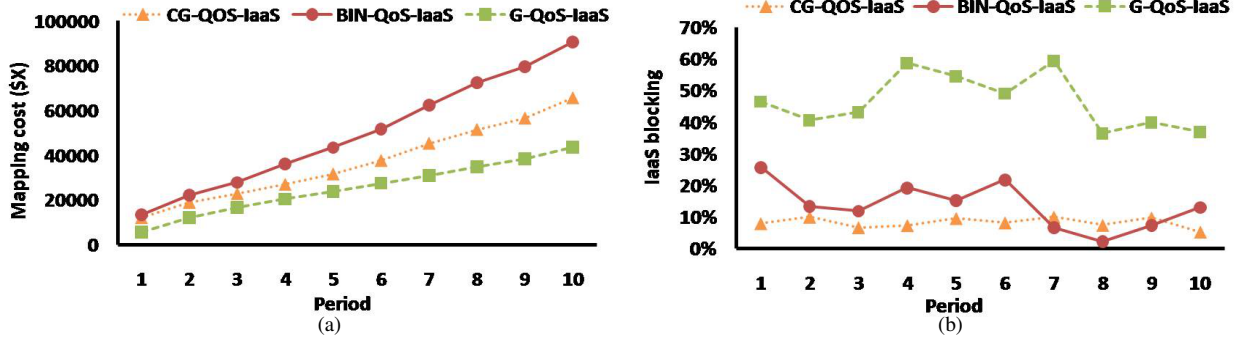 CG-QOS-IaaS BIN-QoS-IaaS G-QoS-IaaS
100000
80000
60000
40000
20000
0
Mapping cost ($X)
1 2 3 4 5 6 7 8 9 10
Period
(a)
CG-QOS-IaaS BIN-QoS-IaaS G-QoS-IaaS
70%
60%
50%
40%
30%
20%
10%
0%
IaaS blocking
1 2 3 4 5 6 7 8 9 10
Period
(b)